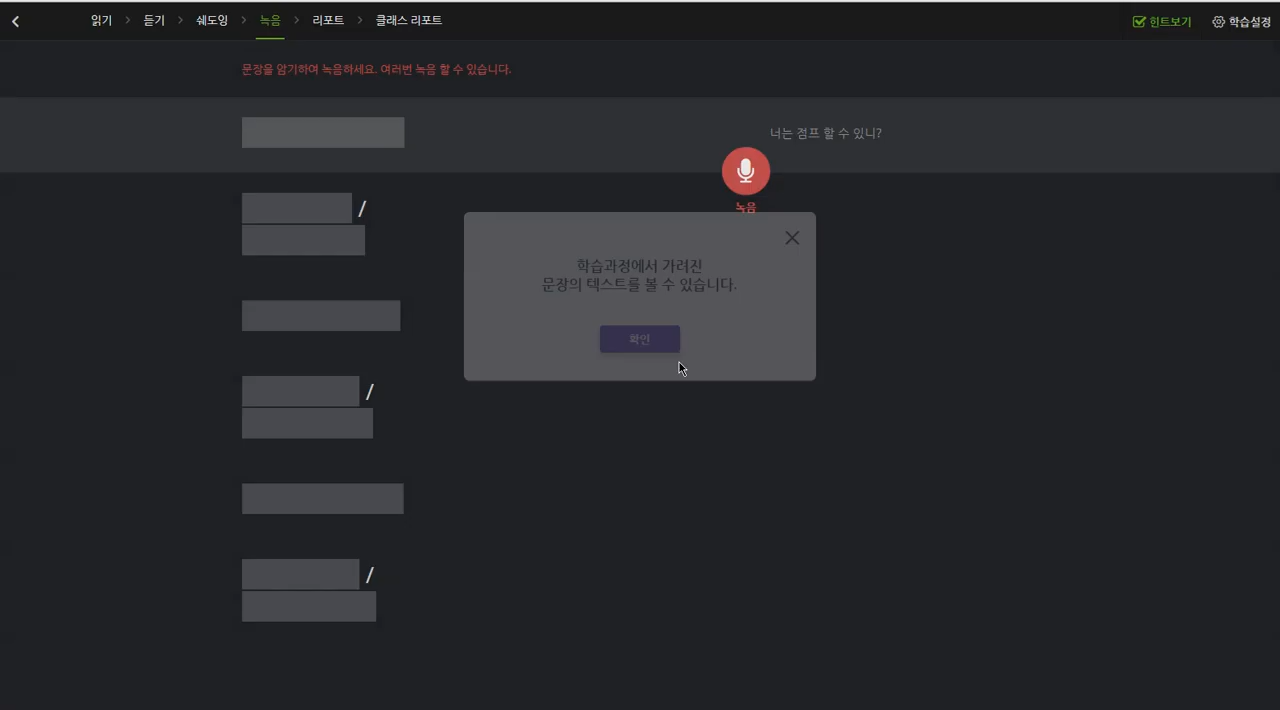 읽기 > 듣기 > 쉐도잉 > 녹음 > 리포트 > 클래스 리포트
힌트보기 학습설정
문장을 암기하여 녹음하세요. 여러번 녹음 할 수 있습니다.
너는 점프 할 수 있니?
/
녹음
학습과정에서 가려진
문장의 텍스트를 볼 수 있습니다.
확인
/
/